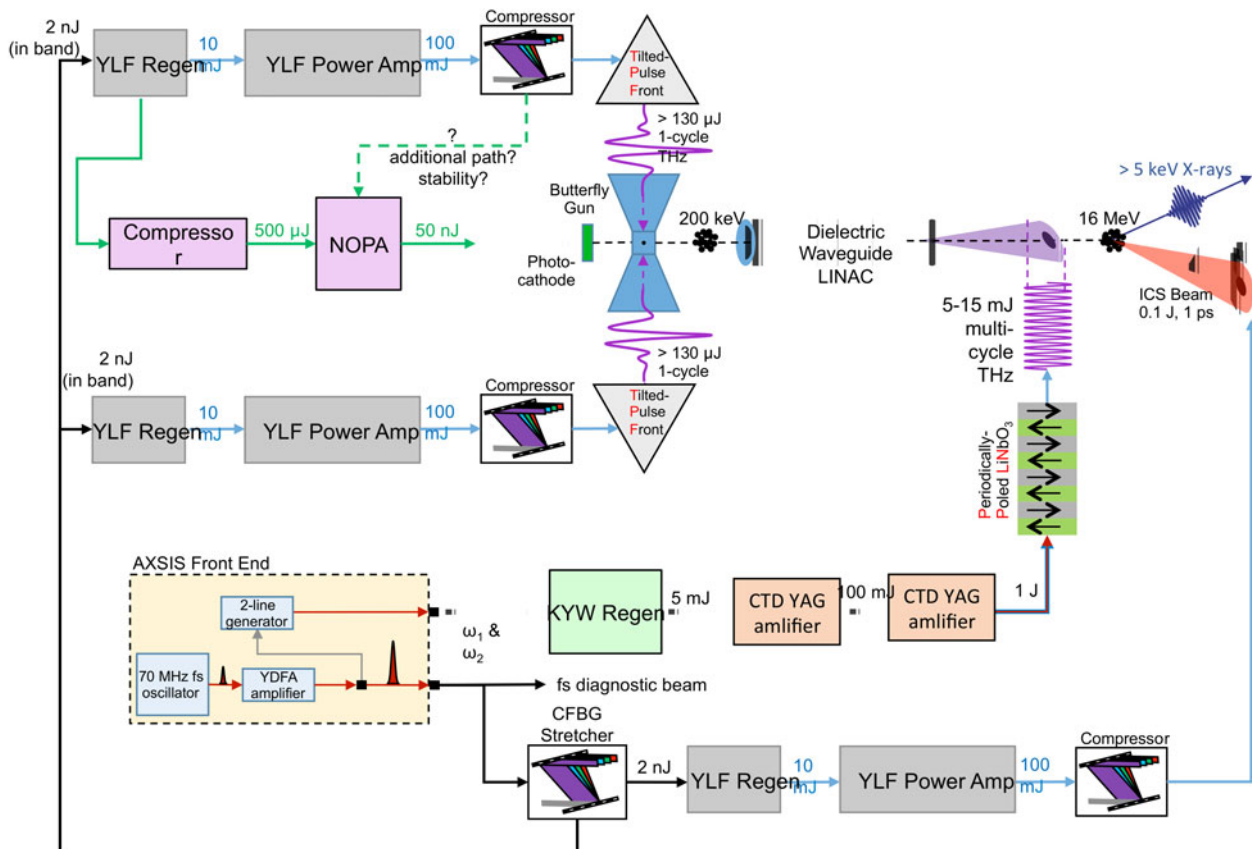 2 nJ
(in band)
YLF Regen
10
mJ
YLF Power Amp
100
mJ
Compressor
Tilted-
Pulse
Front
> 130 µJ
1-cycle
THz
?
additional path?
stability?
Compresso
r
500 µJ
NOPA
50 nJ
Butterfly
Gun
Photo-
cathode
200 keV
Dielectric
Waveguide
LINAC
16 MeV
> 5 keV X-rays
ICS Beam
0.1 J, 1 ps
5-15 mJ
multi-
cycle
THz
2 nJ
(in band)
YLF Regen
10
mJ
YLF Power Amp
100
mJ
Compressor
> 130 µJ
1-cycle
Tilted-
Pulse
Front
Periodically-
Poled LiNbO3
AXSIS Front End
2-line
generator
70 MHz fs
oscillator
YDFA
amplifier
ω1 &
ω2
KYW Regen
5 mJ
CTD YAG
amlifier
100 mJ
CTD YAG
amlifier
1 J
fs diagnostic beam
CFBG
Stretcher
2 nJ
YLF Regen
10
mJ
YLF Power Amp
100
mJ
Compressor